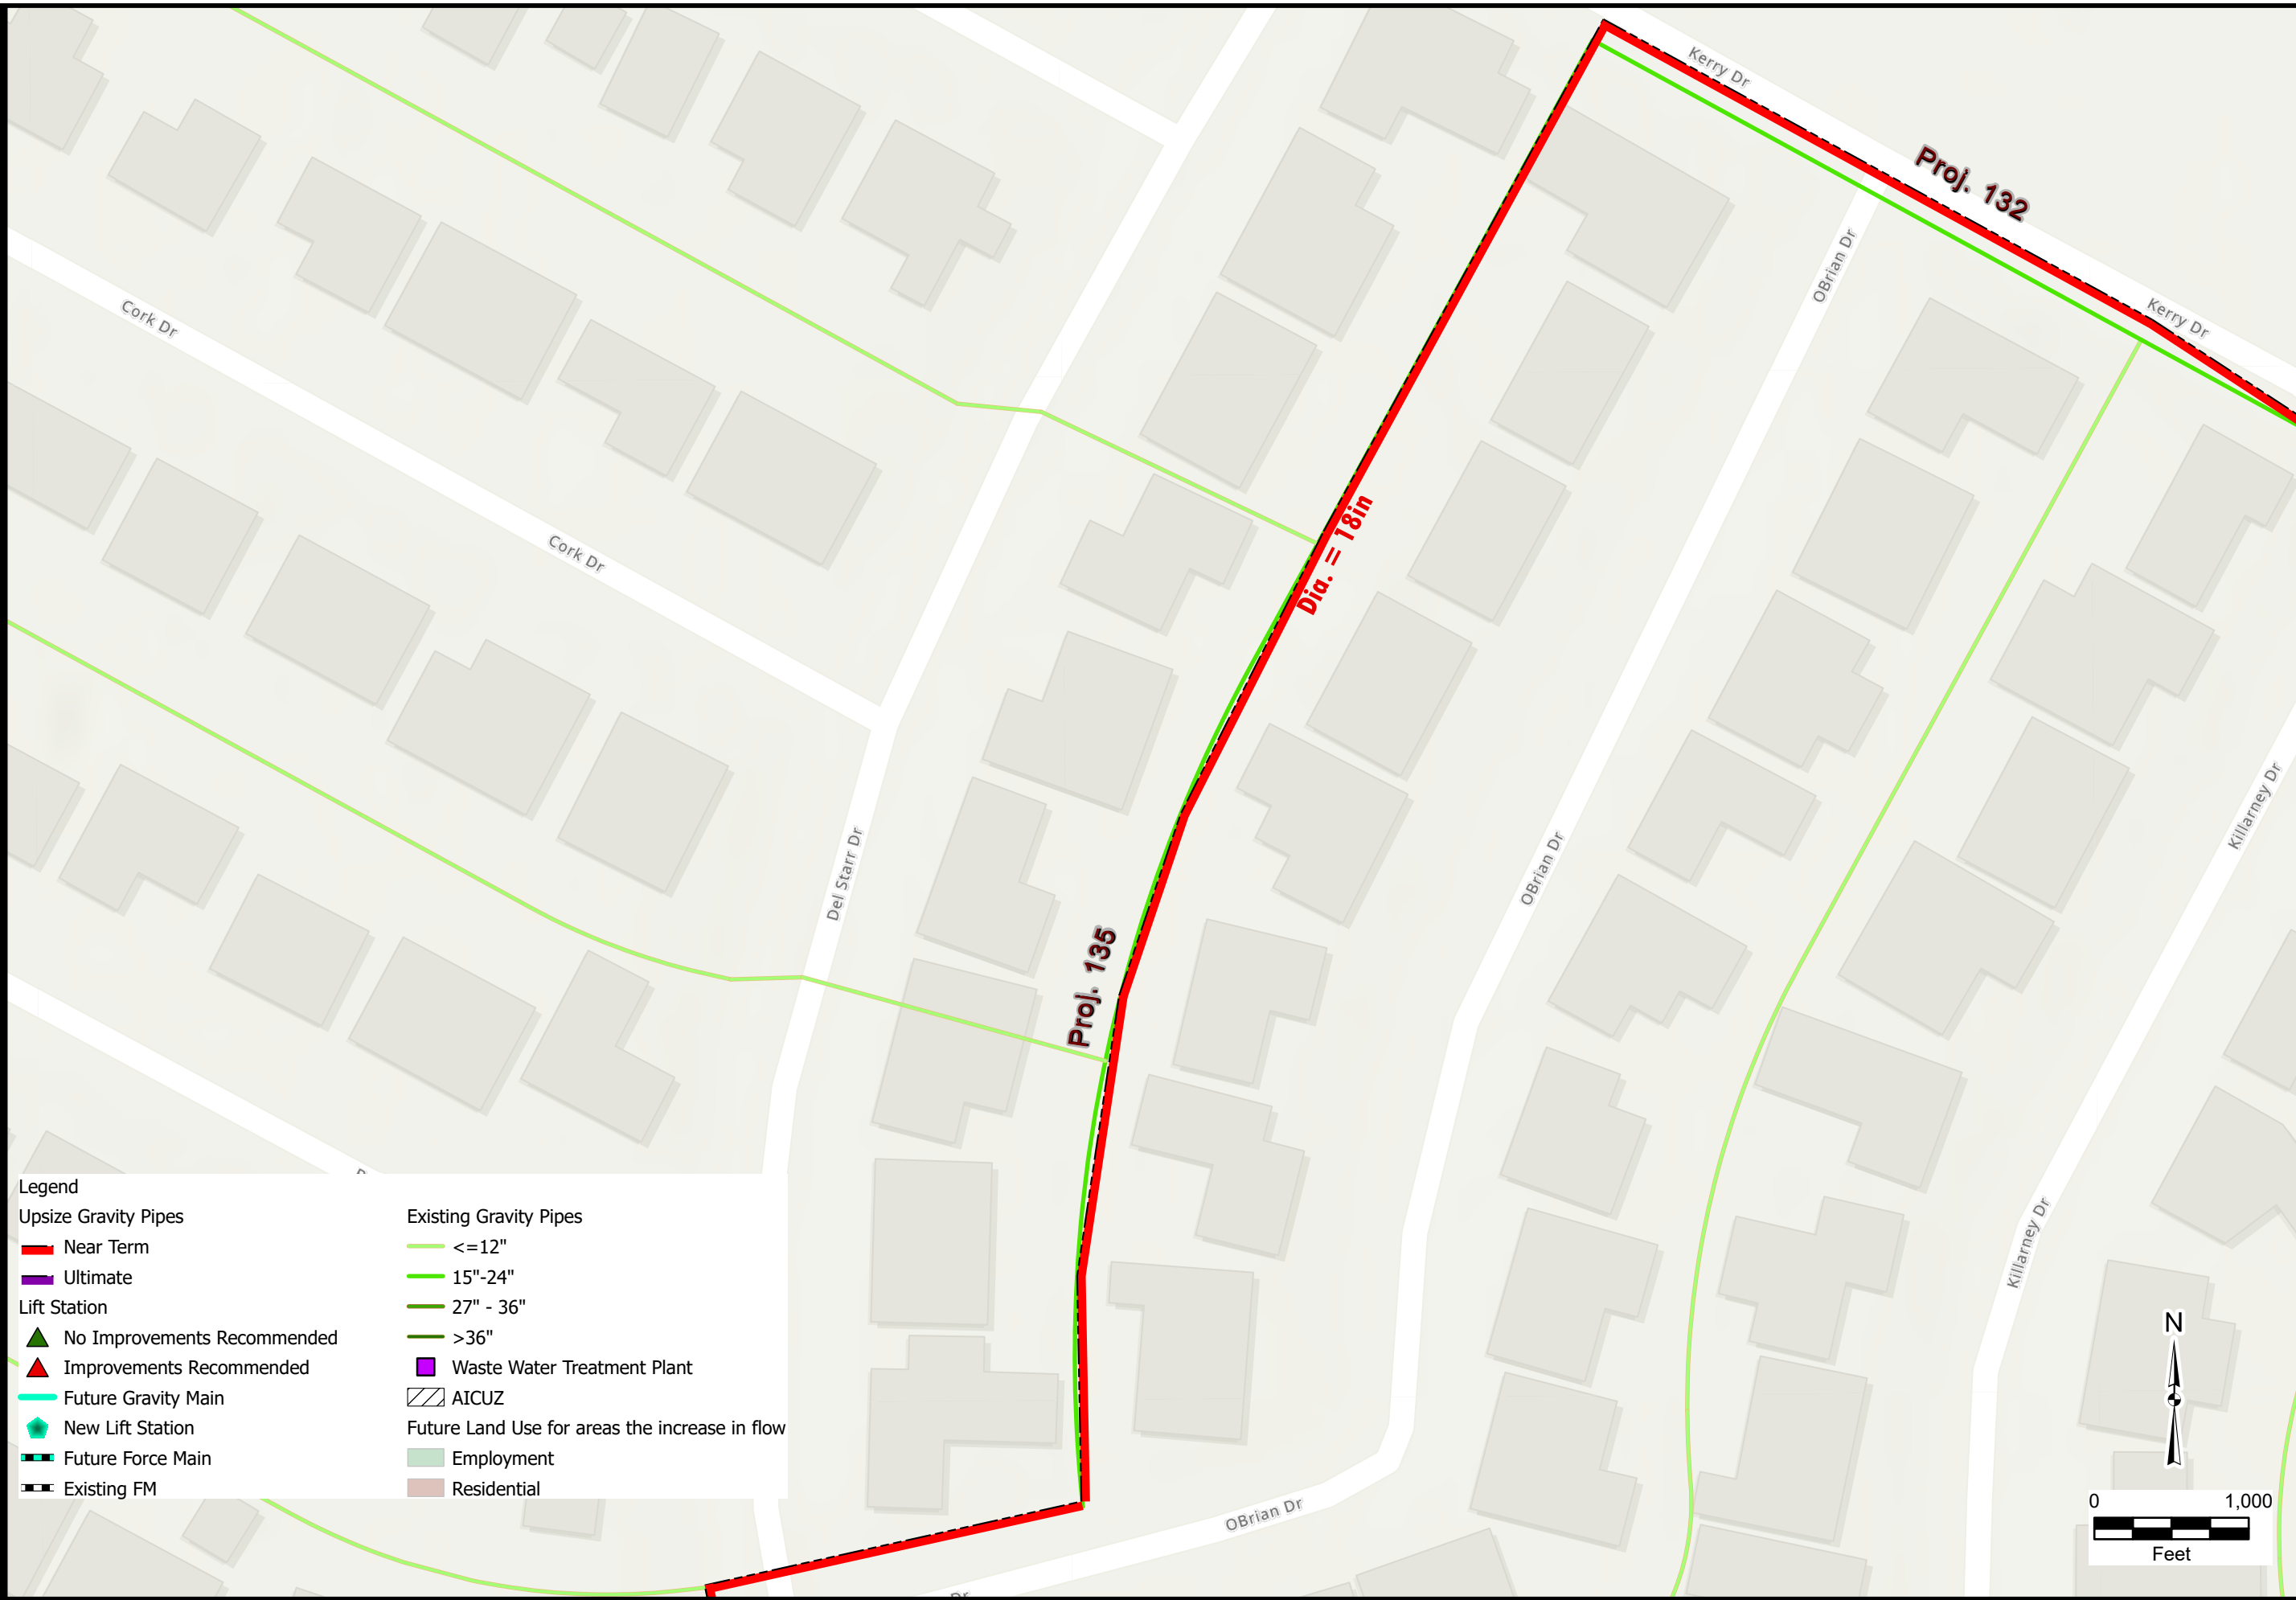 Kerry Dr
Proj. 132
OBrian Dr
Kerry Dr
Cork Dr
Dia. = 18in
Cork Dr
Killarney Dr
OBrian Dr
Del Starr Dr
Proj. 135
Killarney Dr
OBrian Dr
Dr
Legend
Upsize Gravity Pipes
Near Term
Ultimate
Lift Station
No Improvements Recommended
Improvements Recommended
Future Gravity Main
New Lift Station
Future Force Main
Existing FM
Existing Gravity Pipes
<=12"
15"-24"
27" - 36"
>36"
Waste Water Treatment Plant
AICUZ
Future Land Use for areas the increase in flow
Employment
Residential
N
0 1,000
Feet